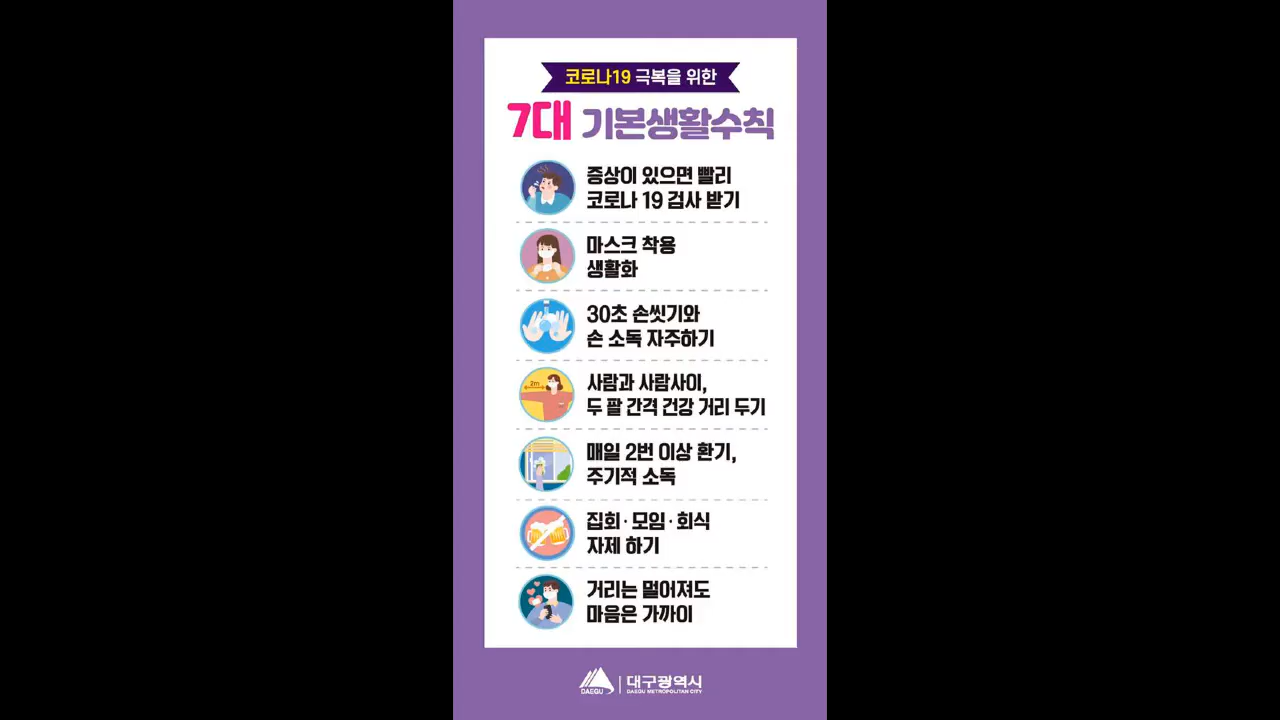 코로나19 극복을 위한
7대 기본생활수칙
증상이 있으면 빨리
코로나 19 검사 받기
마스크 착용
생활화
30초 손씻기와
손 소독 자주하기
2m
사람과 사람사이,
두 팔 간격 건강 거리 두기
매일 2번 이상 환기,
주기적 소독
집회·모임·회식
자제 하기
거리는 멀어져도
마음은 가까이
DAEGU
대구광역시
DAEGU METROPOLITAN CITY